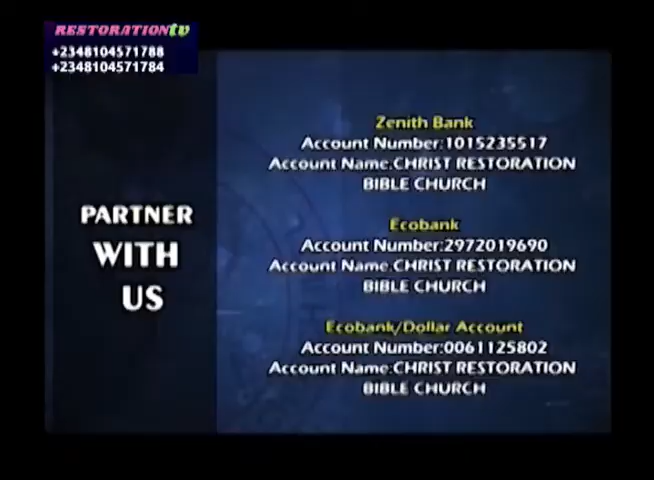 RESTORATIONtv
+2348104571788
+2348104571784
PARTNER
WITH
US
Zenith Bank
Account Number:1015235517
Account Name:CHRIST RESTORATION
BIBLE CHURCH
Ecobank
Account Number:2972019690
Account Name:CHRIST RESTORATION
BIBLE CHURCH
Ecobank/Dollar Account
Account Number:0061125802
Account Name:CHRIST RESTORATION
BIBLE CHURCH